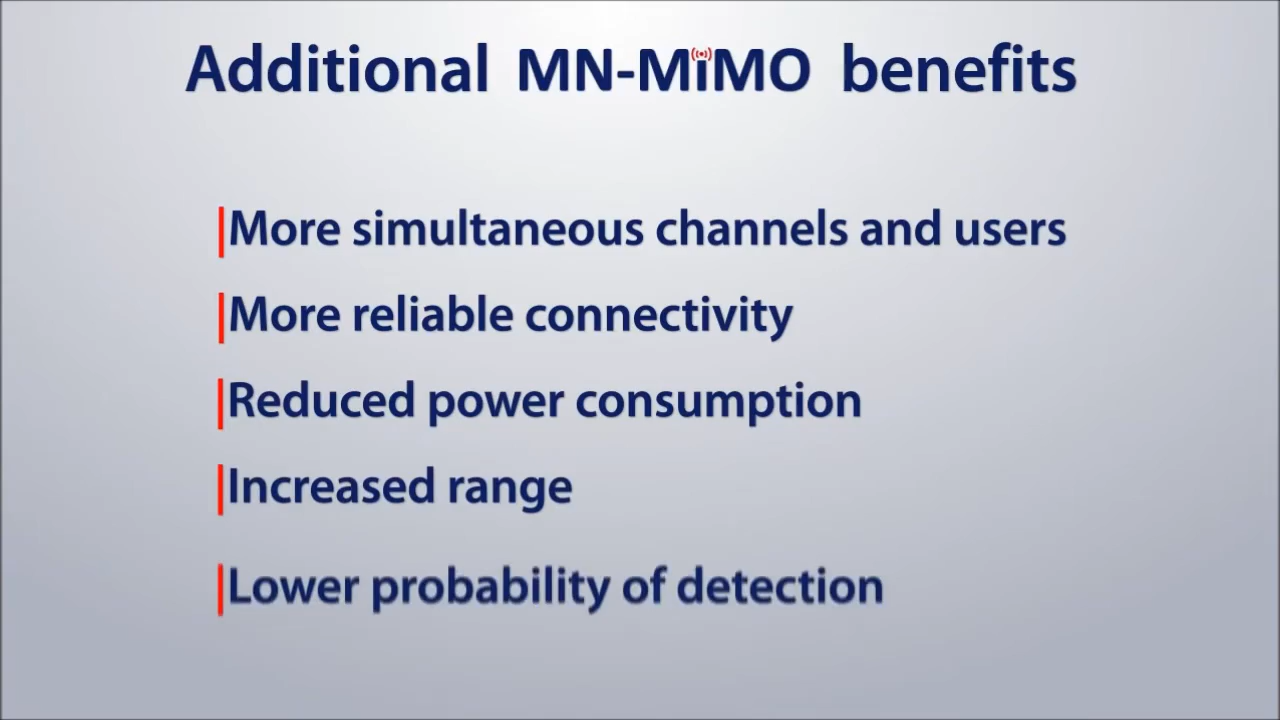 Additional MN-MiMO benefits
More simultaneous channels and users
More reliable connectivity
Reduced power consumption
Increased range
Lower probability of detection